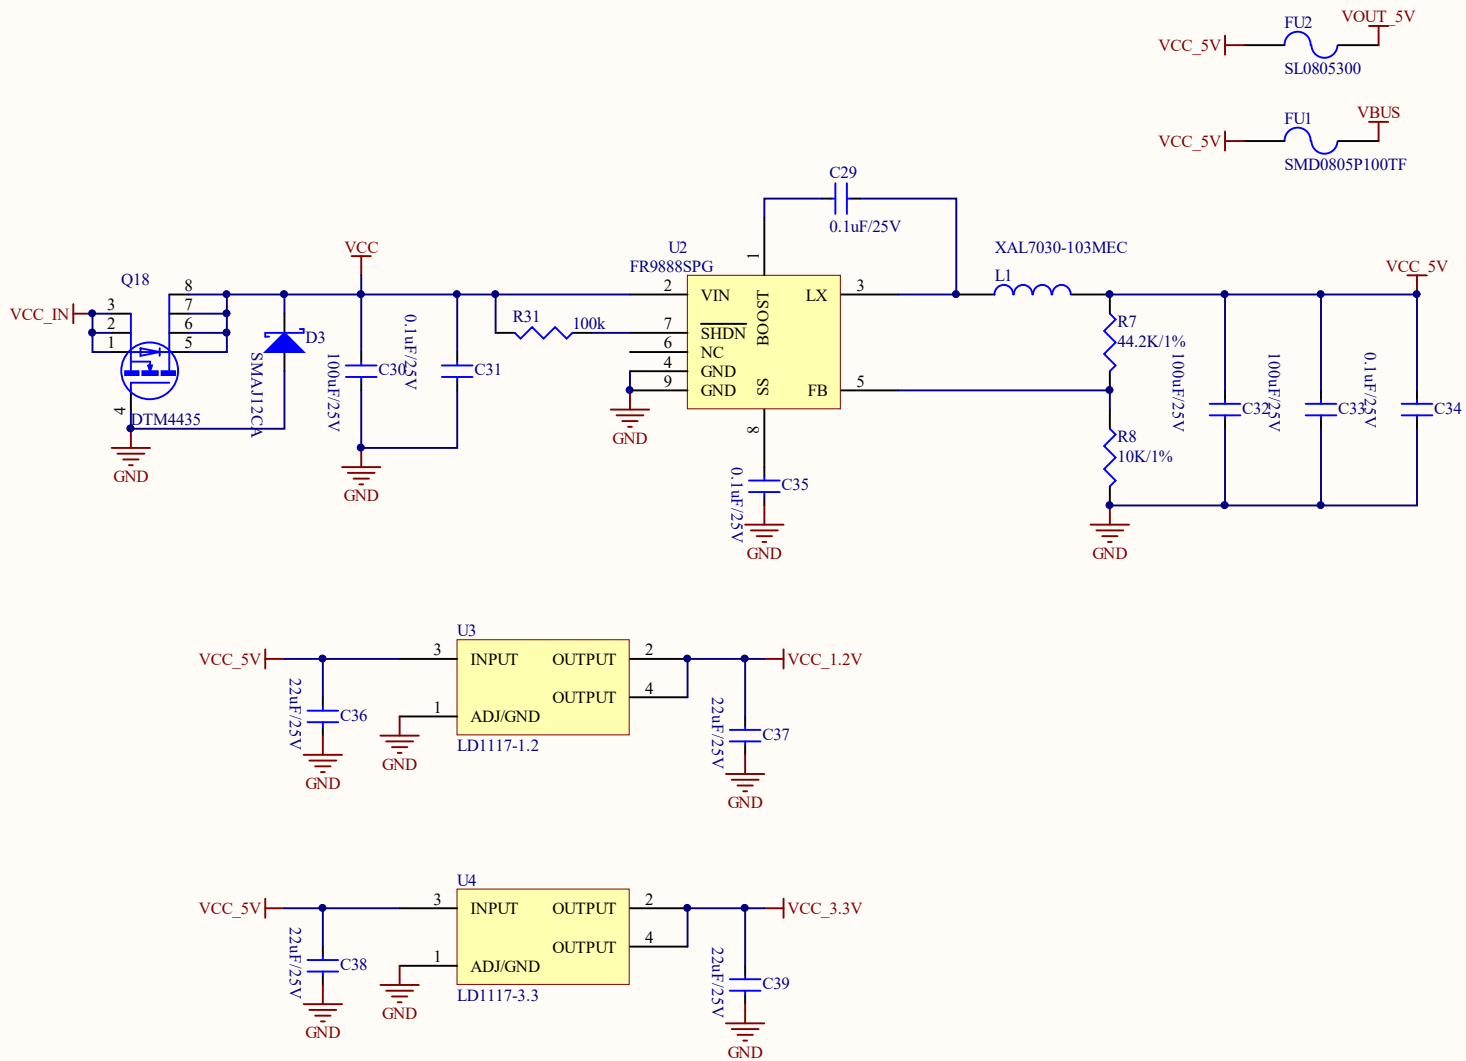 FU2
VOUT_5V
VCC_5V
SL0805300
FU1
VBUS
VCC_5V
SMD0805P100TF
C29
0.1uF/25V
U2
FR9888SPG
1
2
VIN
BOOST
LX
3
7
SHDN
6
NC
4
GND
9
GND
SS
FB
5
8
GND
XAL7030-103MEC
L1
VCC_5V
Q18
VCC_IN
3
2
1
8
7
6
5
4
DTM4435
GND
VCC
D3
SMAJ12CA
100uF/25V
C30
0.1uF/25V
C31
GND
R31
100k
0.1uF/25V
C35
GND
R7
44.2K/1%
R8
10K/1%
GND
100uF/25V
C32
100uF/25V
C33
0.1uF/25V
C34
U3
VCC_5V
3
INPUT
OUTPUT
2
VCC_1.2V
OUTPUT
4
1
ADJ/GND
LD1117-1.2
22uF/25V
C36
GND
GND
22uF/25V
C37
GND
U4
VCC_5V
3
INPUT
OUTPUT
2
VCC_3.3V
OUTPUT
4
1
ADJ/GND
LD1117-3.3
22uF/25V
C38
GND
GND
22uF/25V
C39
GND